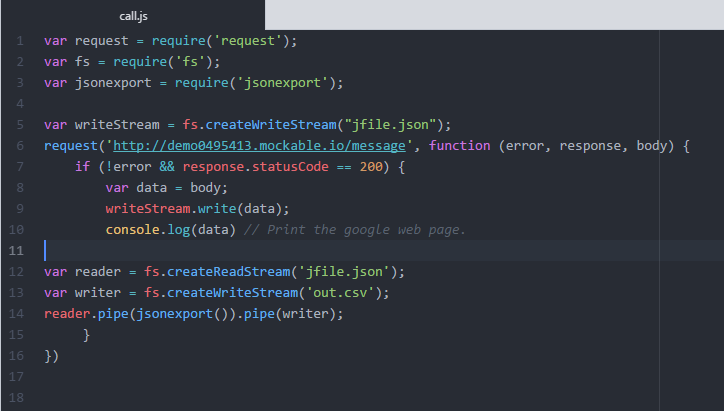 call.js
1 var request = require('request');
2 var fs = require('fs');
3 var jsonexport = require('jsonexport');
4
5 var writeStream = fs.createWriteStream("jfile.json");
6 request('http://demo0495413.mockable.io/message', function (error, response, body) {
7 if (!error && response.statusCode == 200) {
8 var data = body;
9 writeStream.write(data);
10 console.log(data) // Print the google web page.
11
12 var reader = fs.createReadStream('jfile.json');
13 var writer = fs.createWriteStream('out.csv');
14 reader.pipe(jsonexport()).pipe(writer);
15 }
16 })
17
18